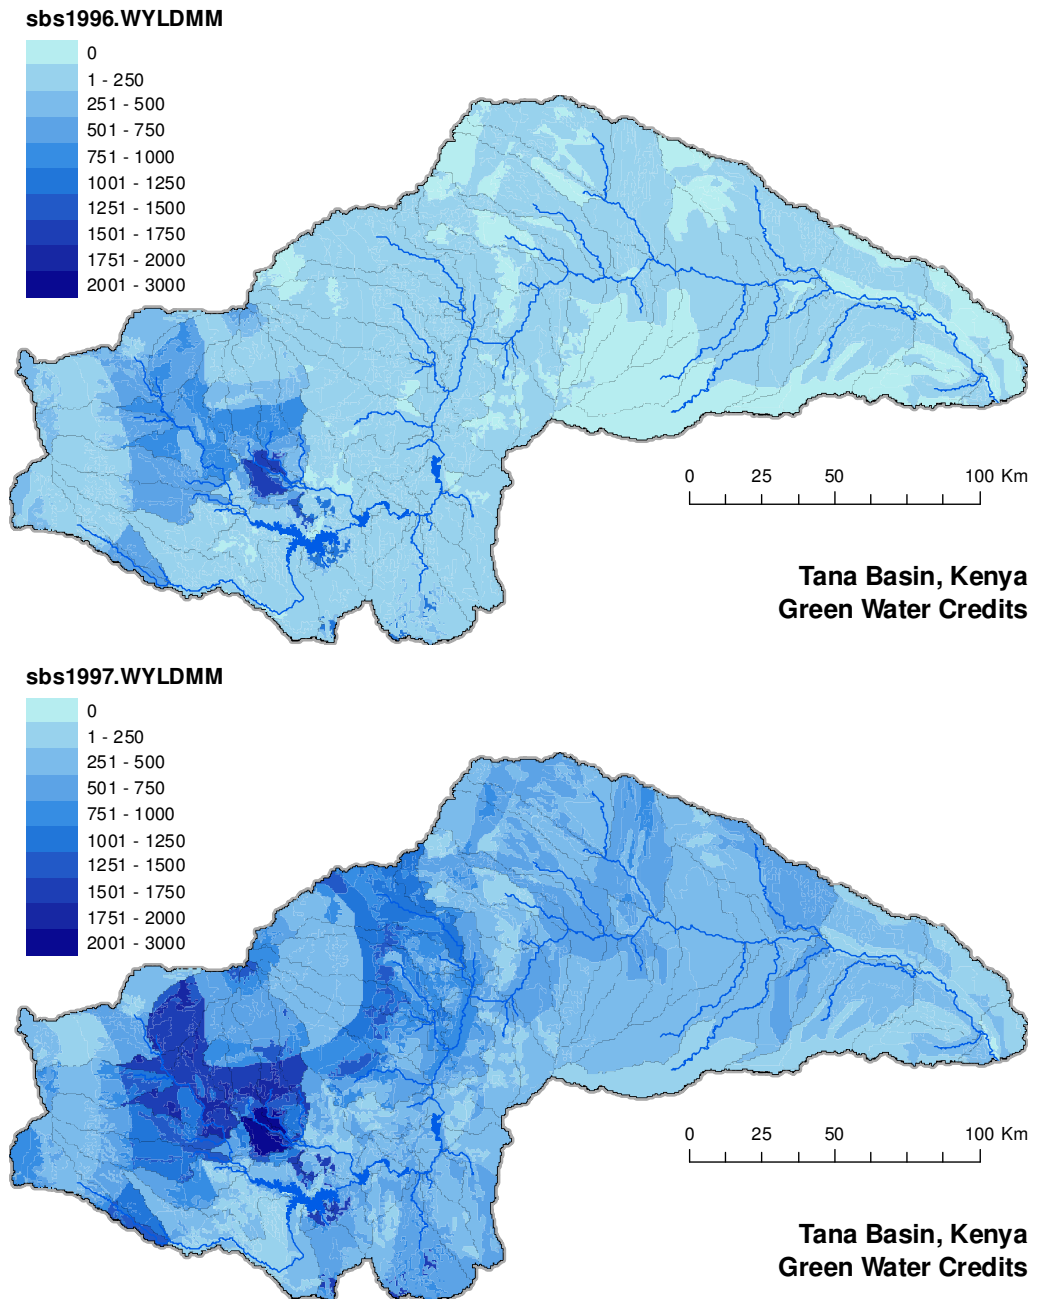 sbs1996.WYLDMM
0
1 - 250
251 - 500
501 - 750
751 - 1000
1001 - 1250
1251 - 1500
1501 - 1750
1751 - 2000
2001 - 3000
0 25 50 100 Km
Tana Basin, Kenya
Green Water Credits
sbs1997.WYLDMM
0
1 - 250
251 - 500
501 - 750
751 - 1000
1001 - 1250
1251 - 1500
1501 - 1750
1751 - 2000
2001 - 3000
0 25 50 100 Km
Tana Basin, Kenya
Green Water Credits